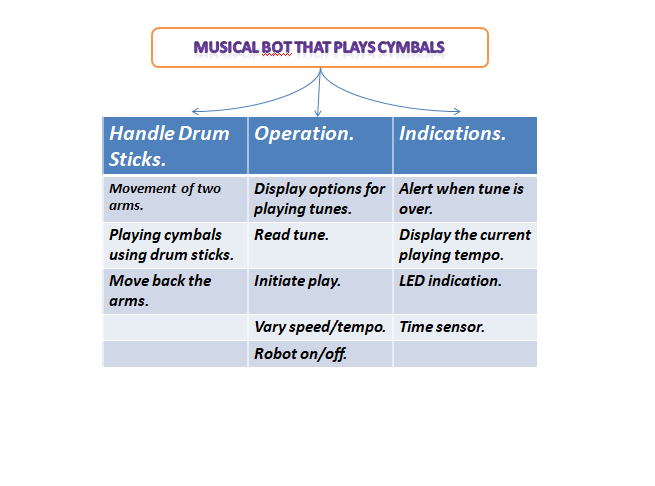 MUSICAL BOT THAT PLAYS CYMBALS
Handle Drum
Sticks.
Operation.
Indications.
Movement of two
arms.
Display options for
playing tunes.
Alert when tune is
over.
Playing cymbals
using drum sticks.
Read tune.
Display the current
playing tempo.
Move back the
arms.
Initiate play.
LED indication.
Vary speed/tempo.
Time sensor.
Robot on/off.